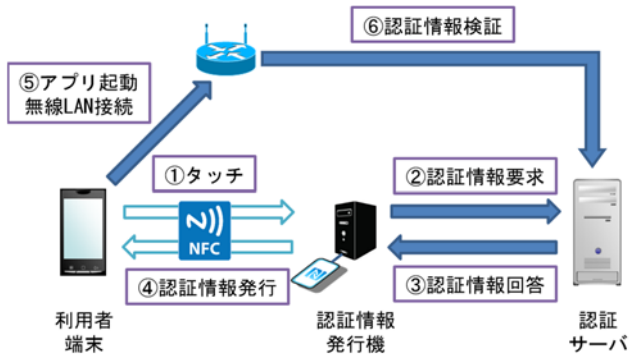 ⑥認証情報検証
⑤アプリ起動
無線LAN接続
①タッチ
②認証情報要求
NFC
④認証情報発行
③認証情報回答
利用者
端末
認証情報
発行機
認証
サーバ